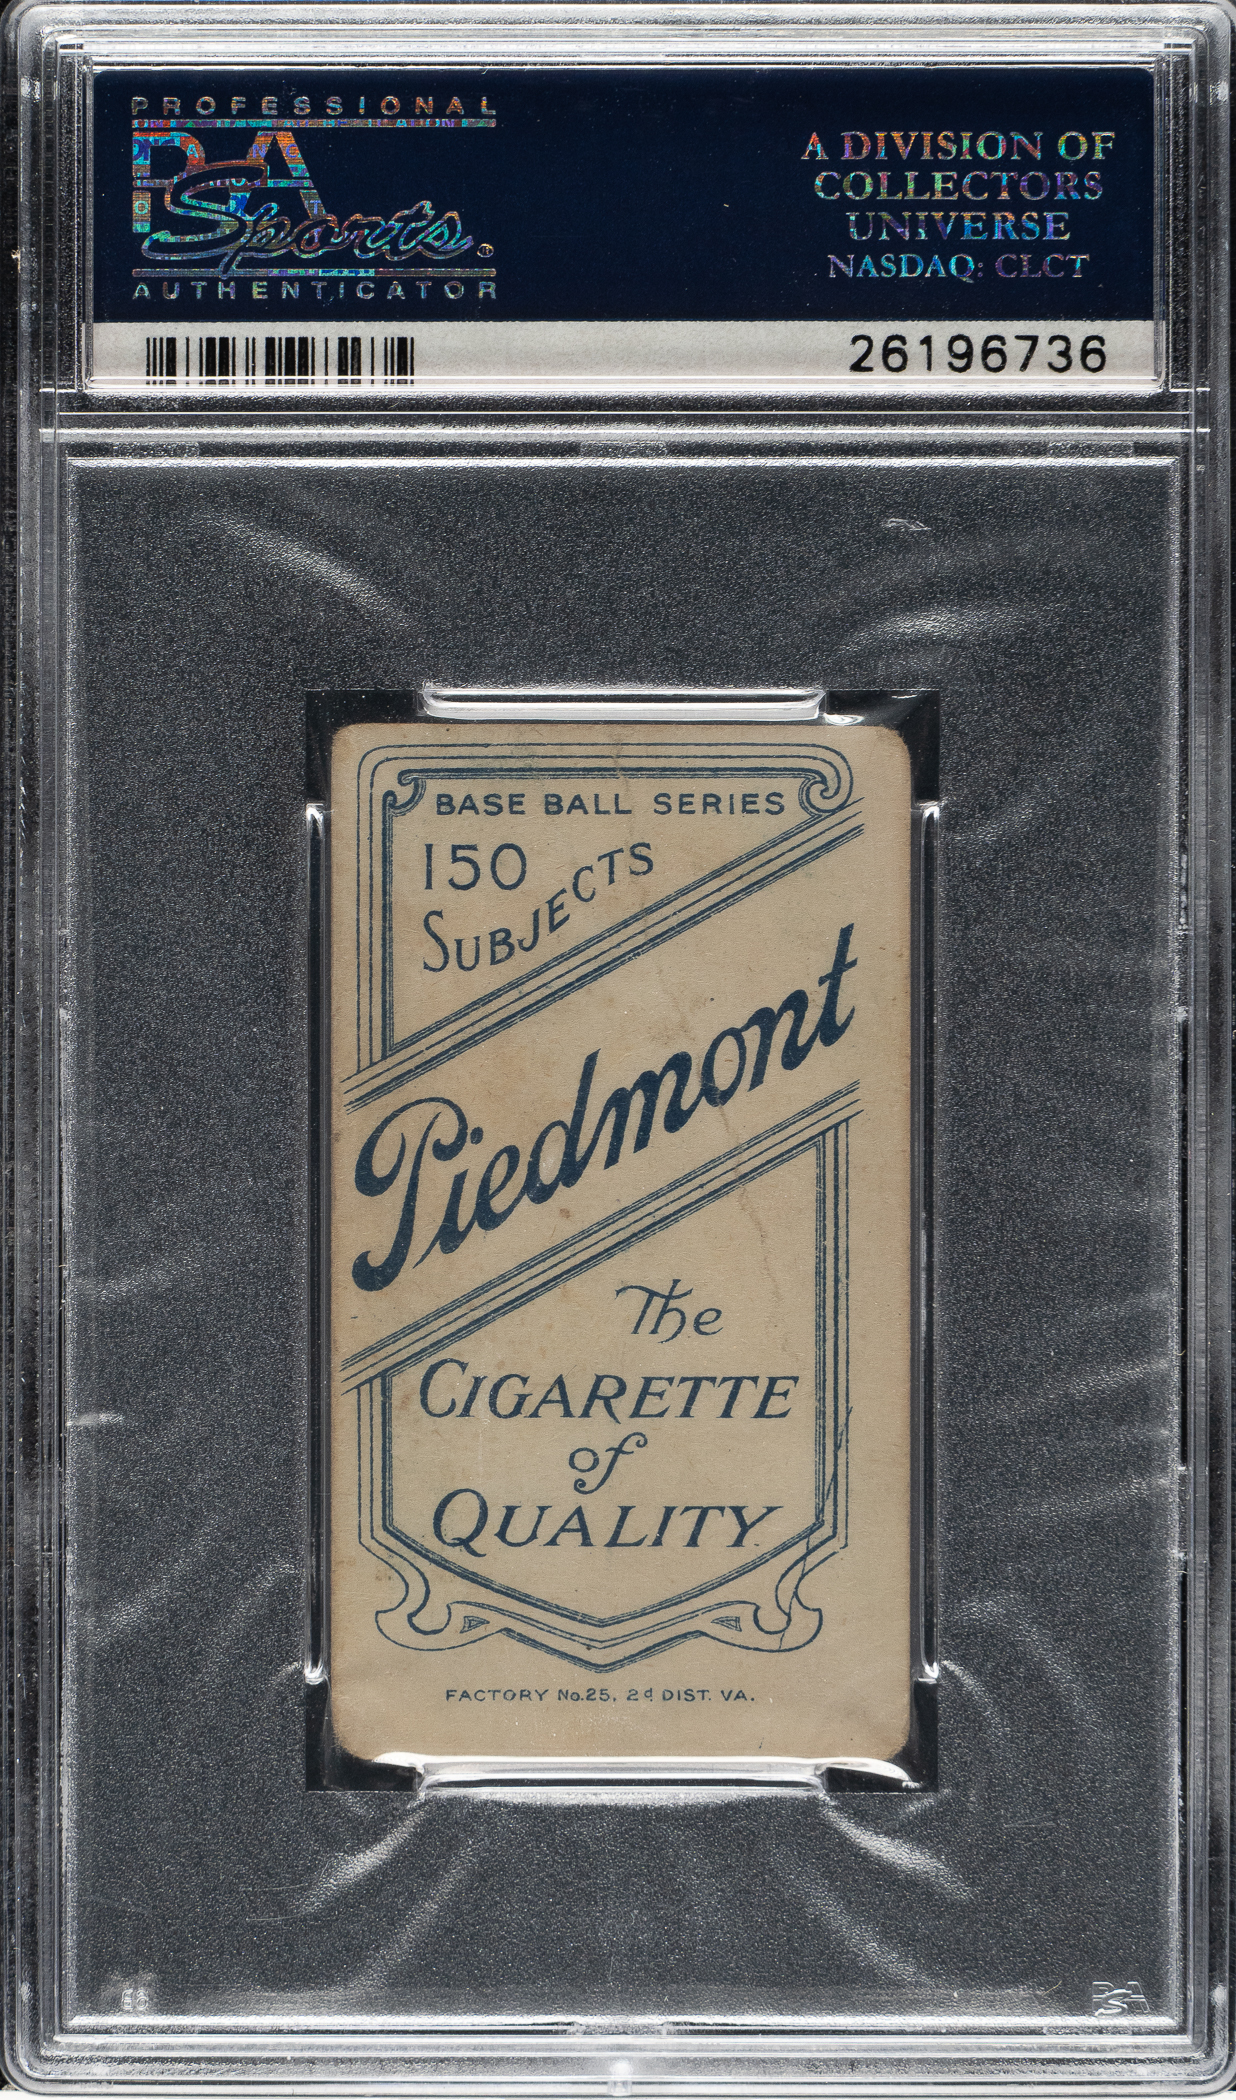 PROFESSIONAL
PSA
Sports
AUTHENTICATOR
A DIVISION OF
COLLECTORS
UNIVERSE
NASDAQ: CLCT
26196736
BASE BALL SERIES
150
SUBJECTS
Piedmont
The
CIGARETTE
of
QUALITY.
FACTORY No.25, 2d DIST. VA.
PSA